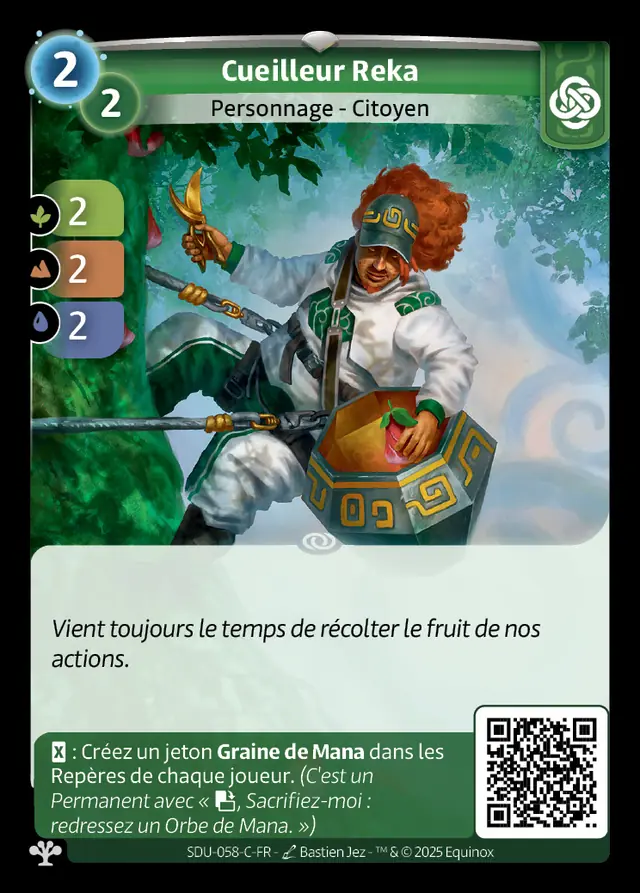 2
2
Cueilleur Reka
Personnage - Citoyen
2
2
2
Vient toujours le temps de récolter le fruit de nos
actions.
X : Créez un jeton Graine de Mana dans les
Repères de chaque joueur. (C'est un
Permanent avec « , Sacrifiez-moi :
redressez un Orbe de Mana. »)
SDU-058-C-FR - Bastien Jez - ™ & © 2025 Equinox